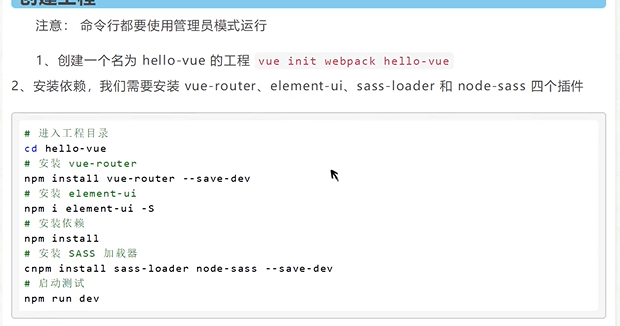 创建工程
注意： 命令行都要使用管理员模式运行
1、创建一个名为 hello-vue 的工程 vue init webpack hello-vue
2、安装依赖，我们需要安装 vue-router、element-ui、sass-loader 和 node-sass 四个插件
# 进入工程目录
cd hello-vue
# 安装 vue-router
npm install vue-router --save-dev
# 安装 element-ui
npm i element-ui -S
# 安装依赖
npm install
# 安装 SASS 加载器
cnpm install sass-loader node-sass --save-dev
# 启动测试
npm run dev